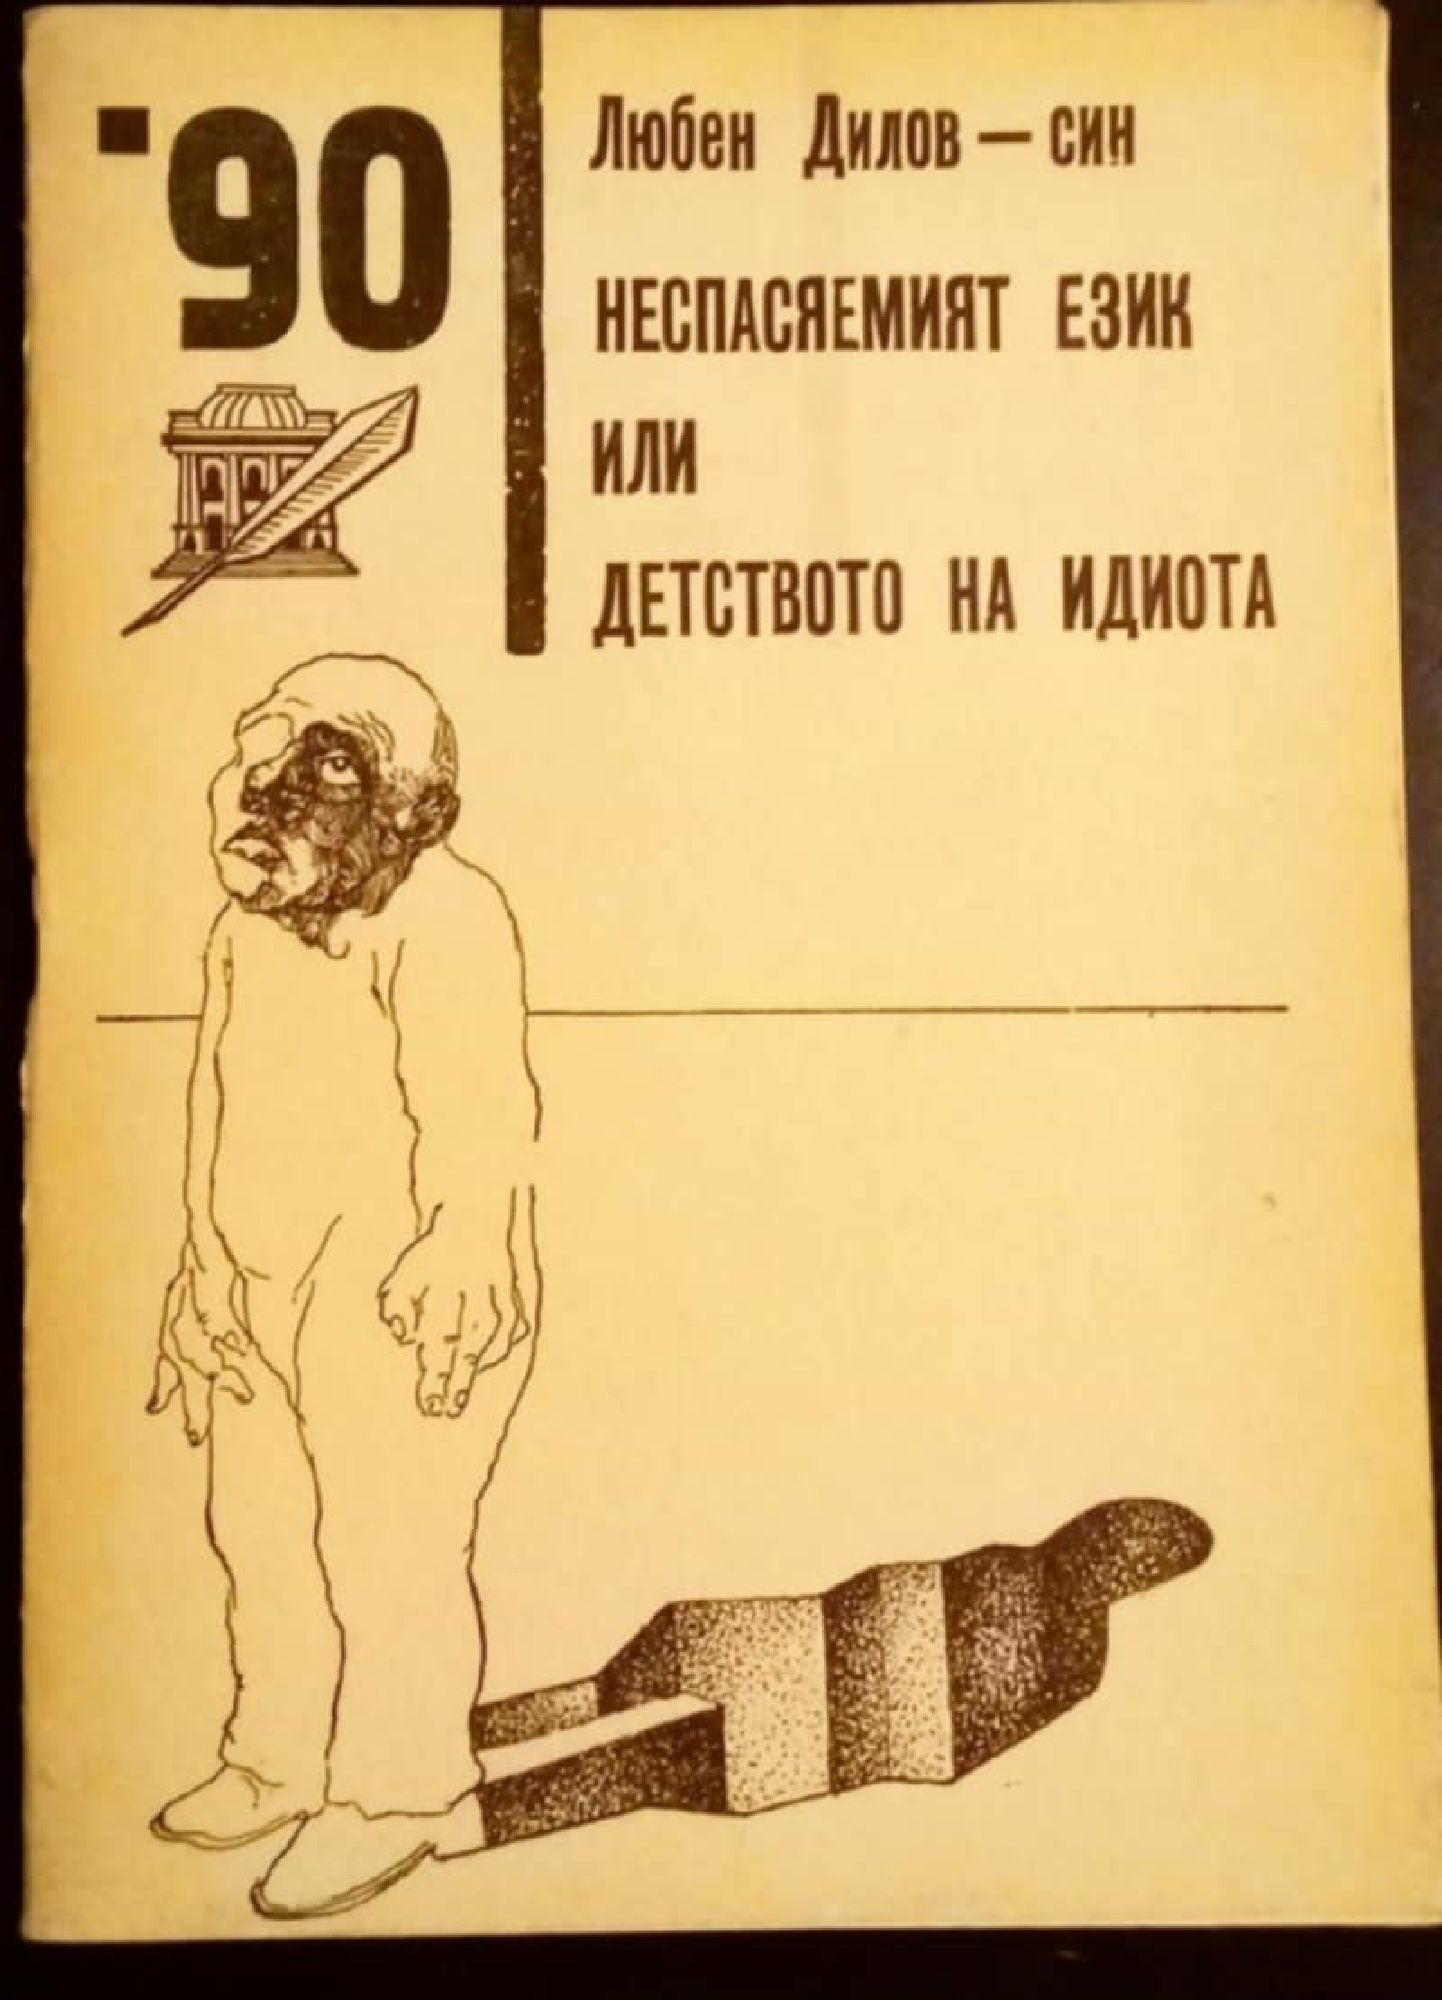 '90
Любен Дилов — син
НЕСПАСЯЕМИЯТ ЕЗИК
ИЛИ
ДЕТСТВОТО НА ИДИОТА